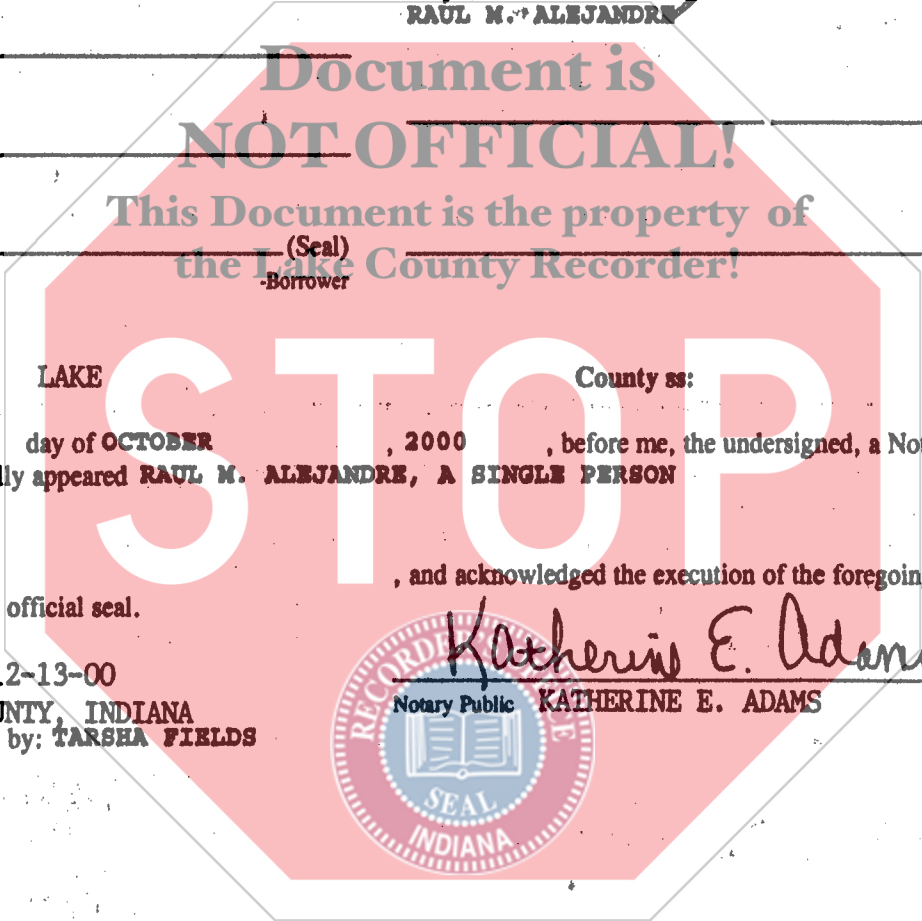 RAUL M. ALEJANDRE
Document is
NOT OFFICIAL!
This Document is the property of
the Lake County Recorder!
(Seal)
-Borrower
STOP
LAKE County ss:
day of OCTOBER , 2000 , before me, the undersigned, a No
lly appeared RAUL M. ALEJANDRE, A SINGLE PERSON
, and acknowledged the execution of the foregoin
official seal.
Katherine E. Adams
2-13-00
Notary Public KATHERINE E. ADAMS
NTY, INDIANA
by: TARSHA FIELDS
RECORDER'S OFFICE
SEAL
INDIANA